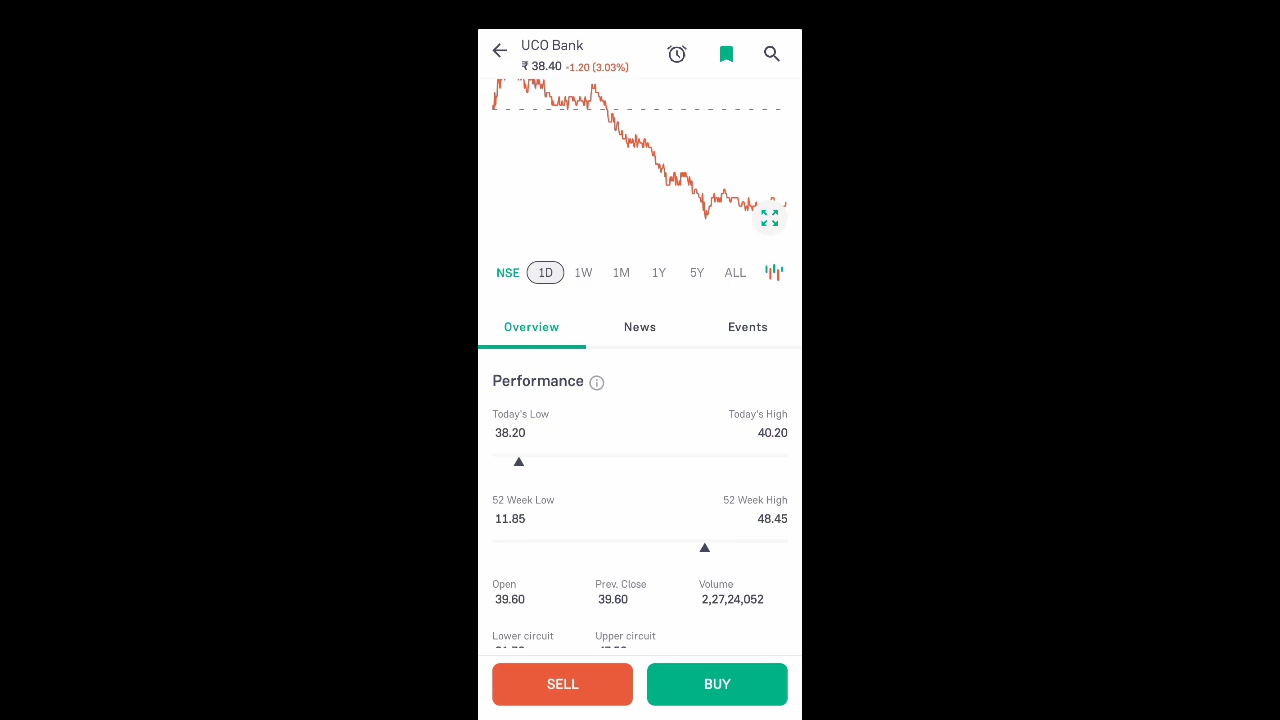 UCO Bank
₹ 38.40 -1.20 (3.03%)
NSE 1D 1W 1M 1Y 5Y ALL
Overview News Events
Performance
Today's Low Today's High
38.20 40.20
52 Week Low 52 Week High
11.85 48.45
Open Prev. Close Volume
39.60 39.60 2,27,24,052
Lower circuit Upper circuit
SELL BUY